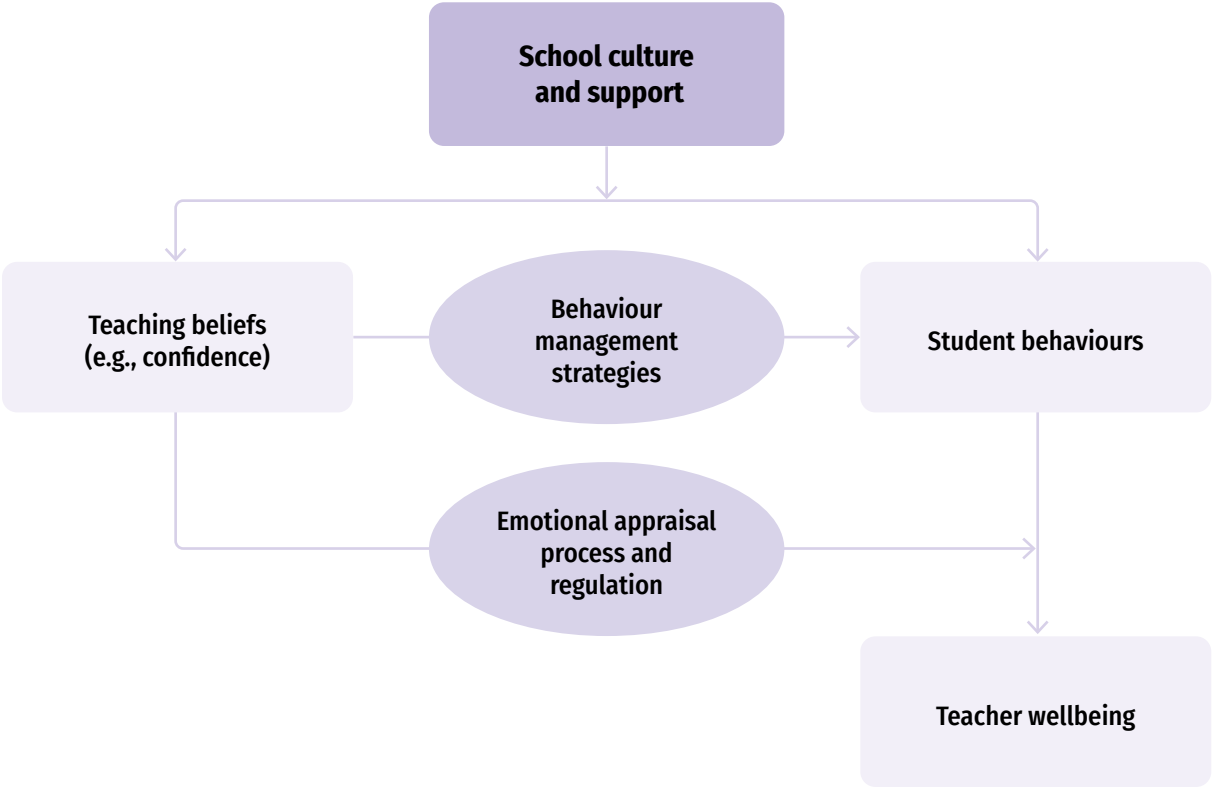 School culture
and support
Teaching beliefs
(e.g., confidence)
Behaviour
management
strategies
Student behaviours
Emotional appraisal
process and
regulation
Teacher wellbeing